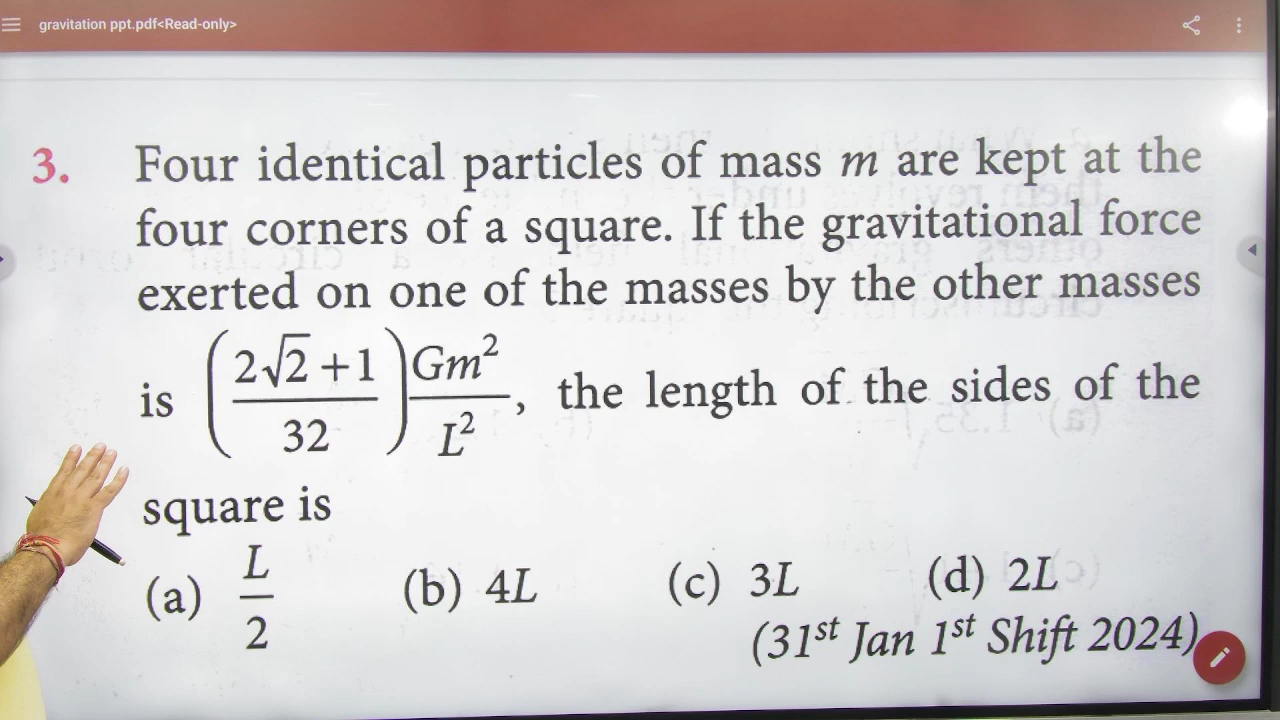 gravitation ppt.pdf<Read-only>
3. Four identical particles of mass m are kept at the
four corners of a square. If the gravitational force
exerted on one of the masses by the other masses
is ((2√2+1)/32) Gm²/L², the length of the sides of the
square is
(a) L/2 (b) 4L (c) 3L (d) 2L
(31st Jan 1st Shift 2024)